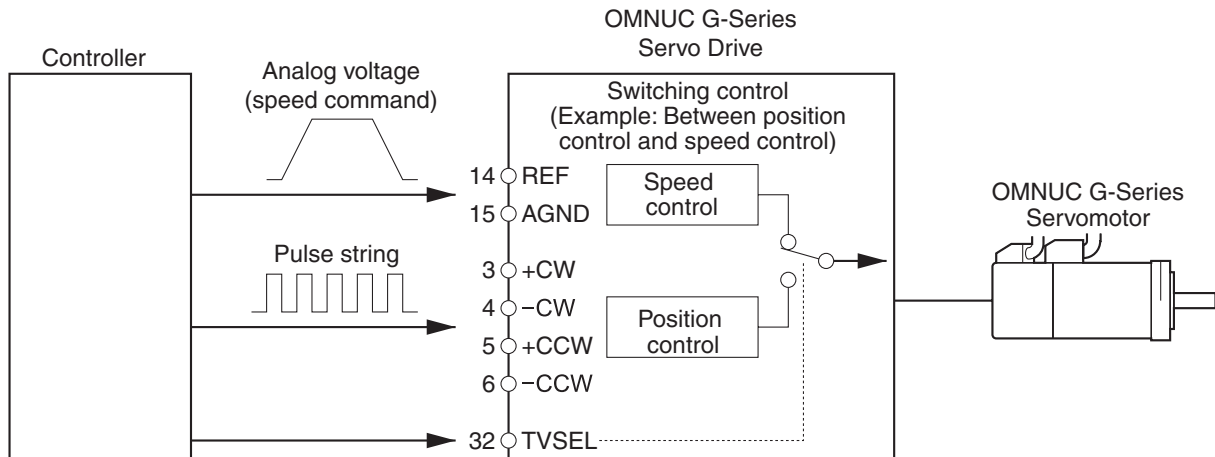 OMNUC G-Series
Servo Drive
Controller
Analog voltage
(speed command)
Switching control
(Example: Between position
control and speed control)
14 REF
15 AGND
Speed
control
OMNUC G-Series
Servomotor
Pulse string
3 +CW
4 −CW
5 +CCW
6 −CCW
Position
control
32 TVSEL